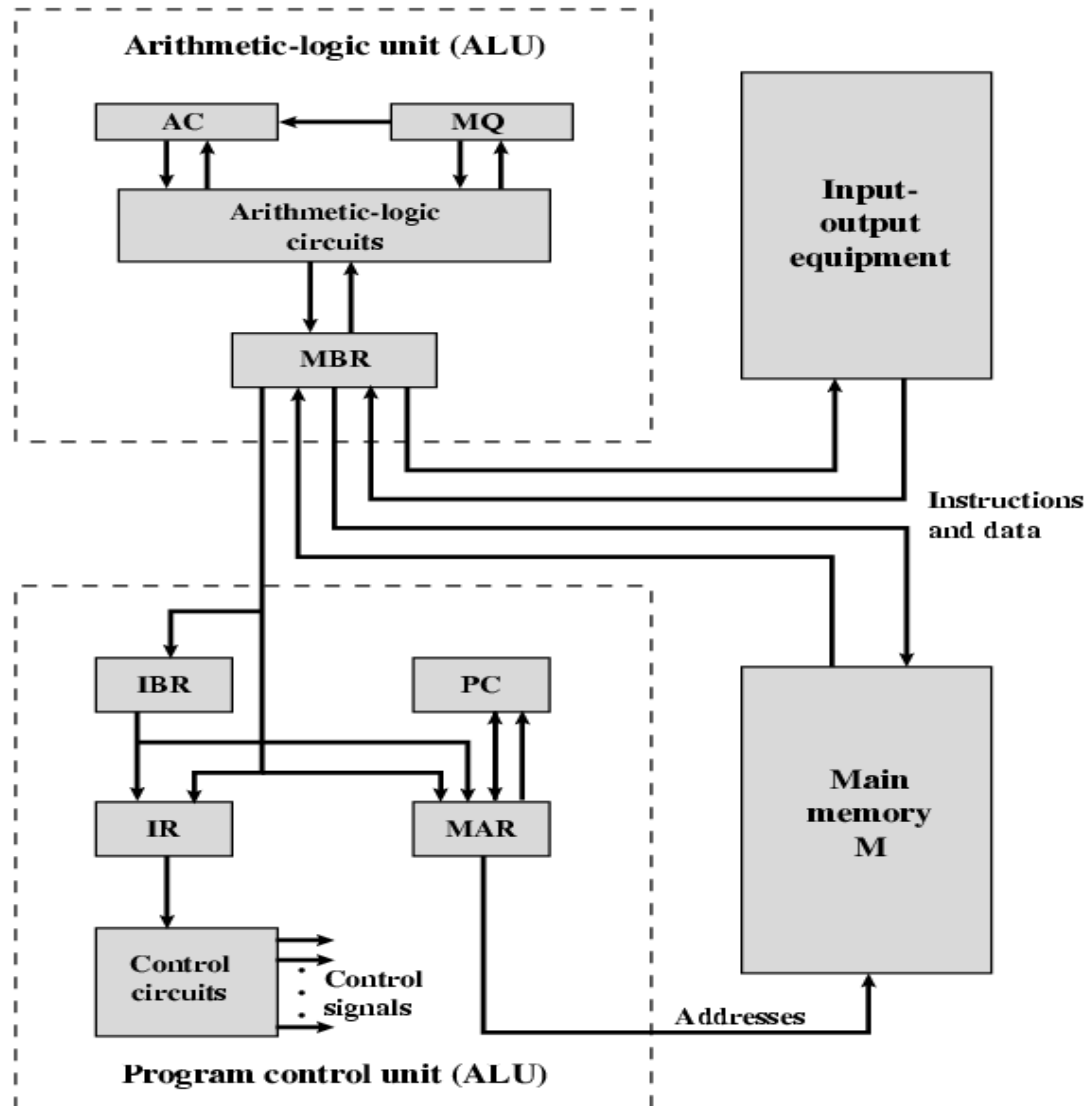 Arithmetic-logic unit (ALU)
AC
MQ
Arithmetic-logic
circuits
MBR
Input-
output
equipment
Instructions
and data
IBR
PC
IR
MAR
Main
memory
M
Control
circuits
Control
signals
Addresses
Program control unit (ALU)